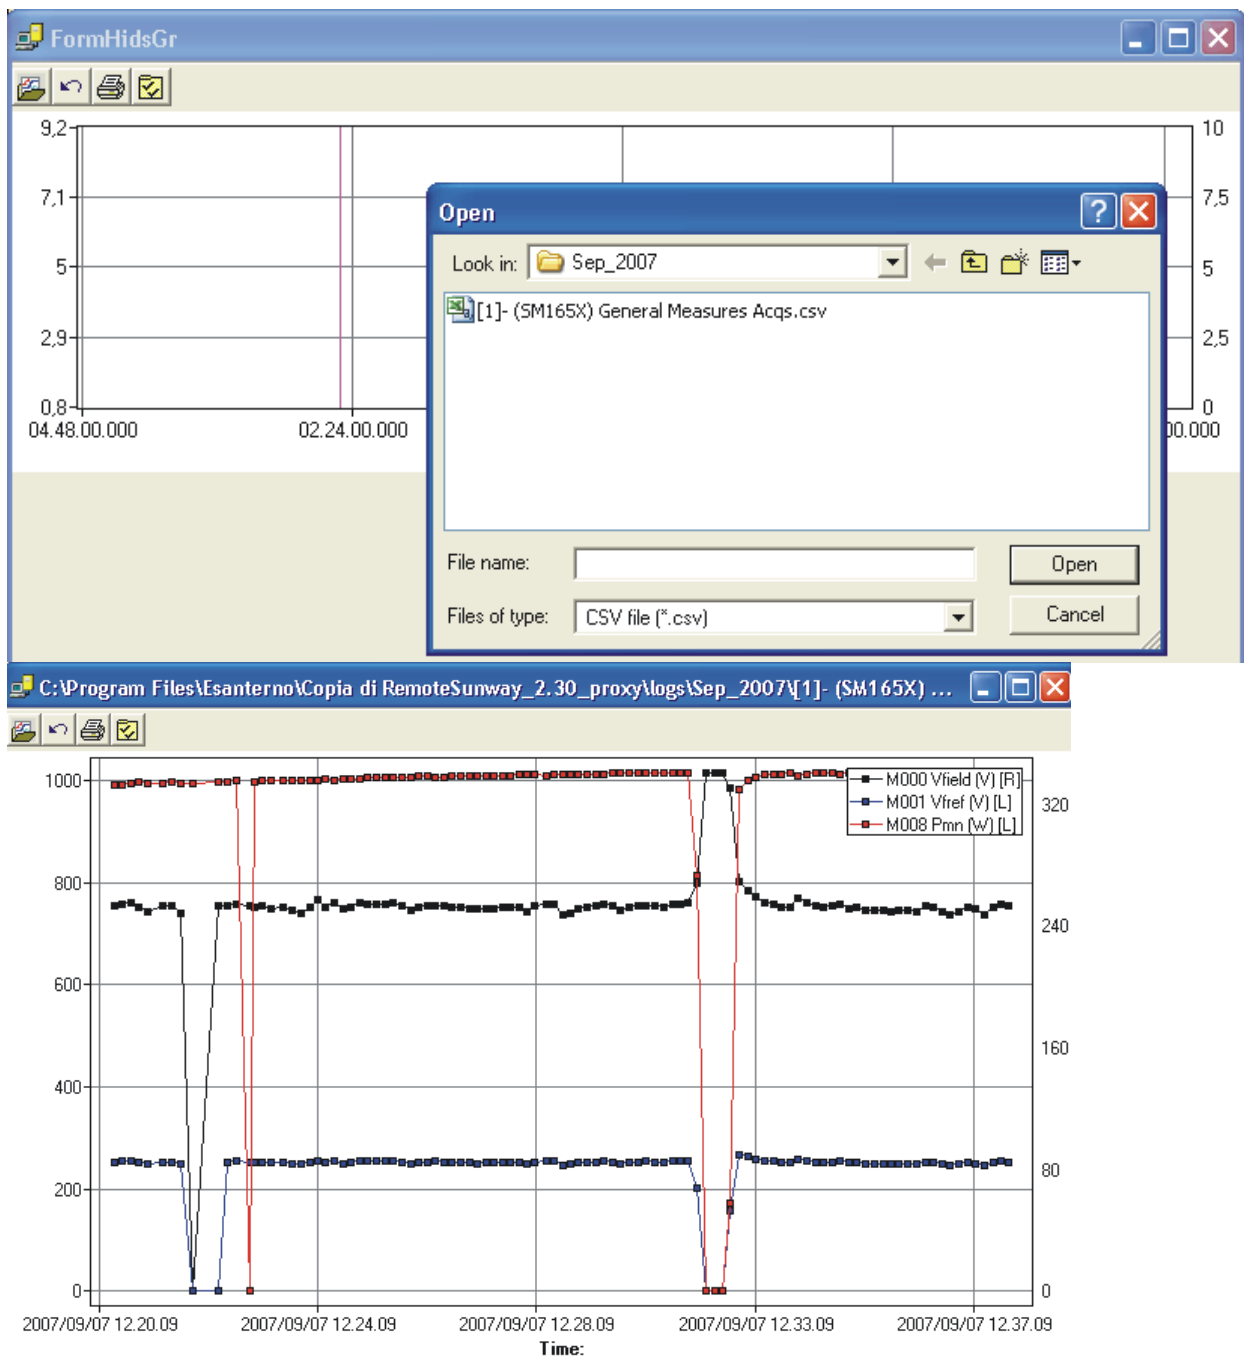 FormHidsGr
9,2
7,1
5
2,9
0,8
10
7,5
5
2,5
0
04.48.00.000
02.24.00.000
00.000
Open
Look in:
Sep_2007
[1]- (SM165X) General Measures Acqs.csv
File name:
Open
Files of type:
CSV file (*.csv)
Cancel
C:\Program Files\Esanterno\Copia di RemoteSunway_2.30_proxy\logs\Sep_2007\[1]- (SM165X) ...
1000
800
600
400
200
0
M000 Vfield (V) [R]
M001 Vfref (V) [L]
M008 Pmn (W) [L]
320
240
160
80
0
2007/09/07 12.20.09
2007/09/07 12.24.09
2007/09/07 12.28.09
2007/09/07 12.33.09
2007/09/07 12.37.09
Time: